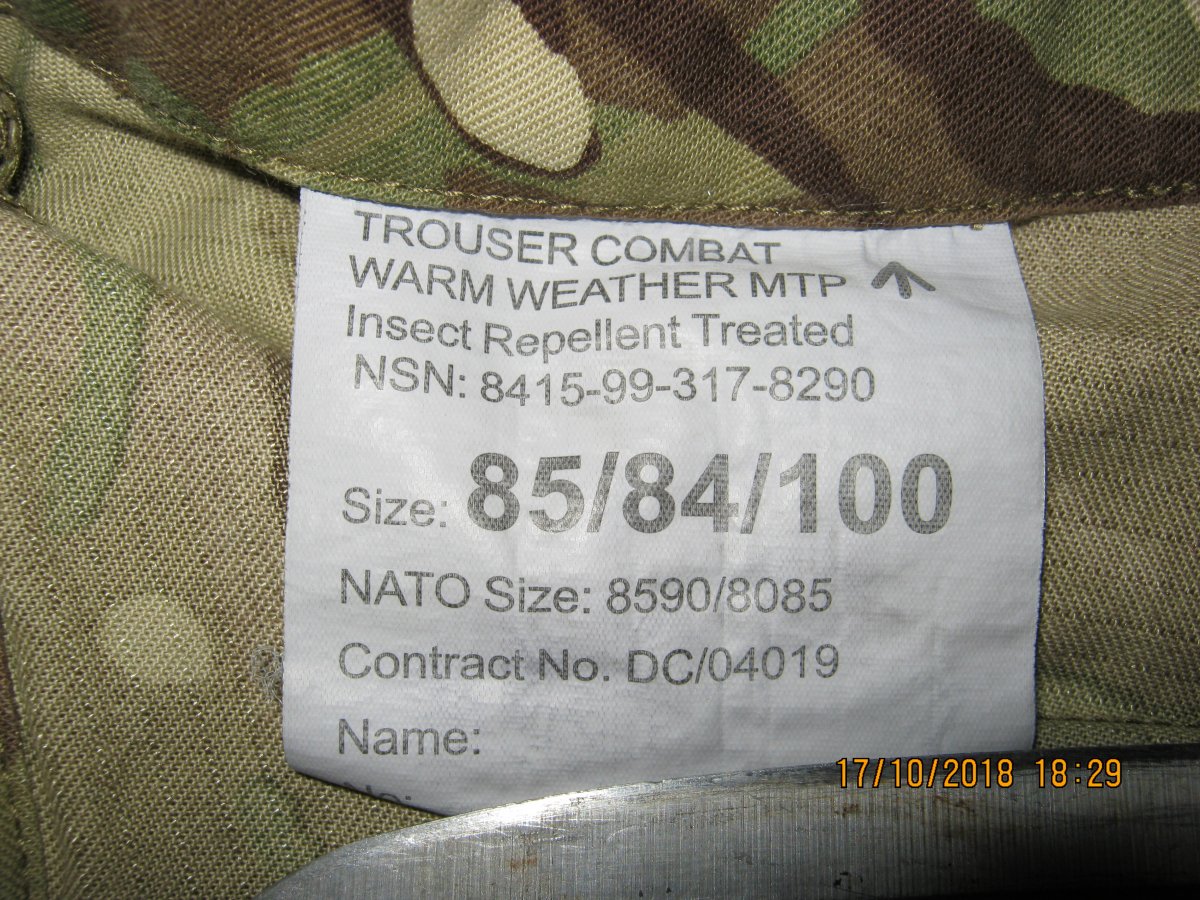 TROUSER COMBAT
WARM WEATHER MTP
Insect Repellent Treated
NSN: 8415-99-317-8290
Size: 85/84/100
NATO Size: 8590/8085
Contract No. DC/04019
Name:
17/10/2018 18:29